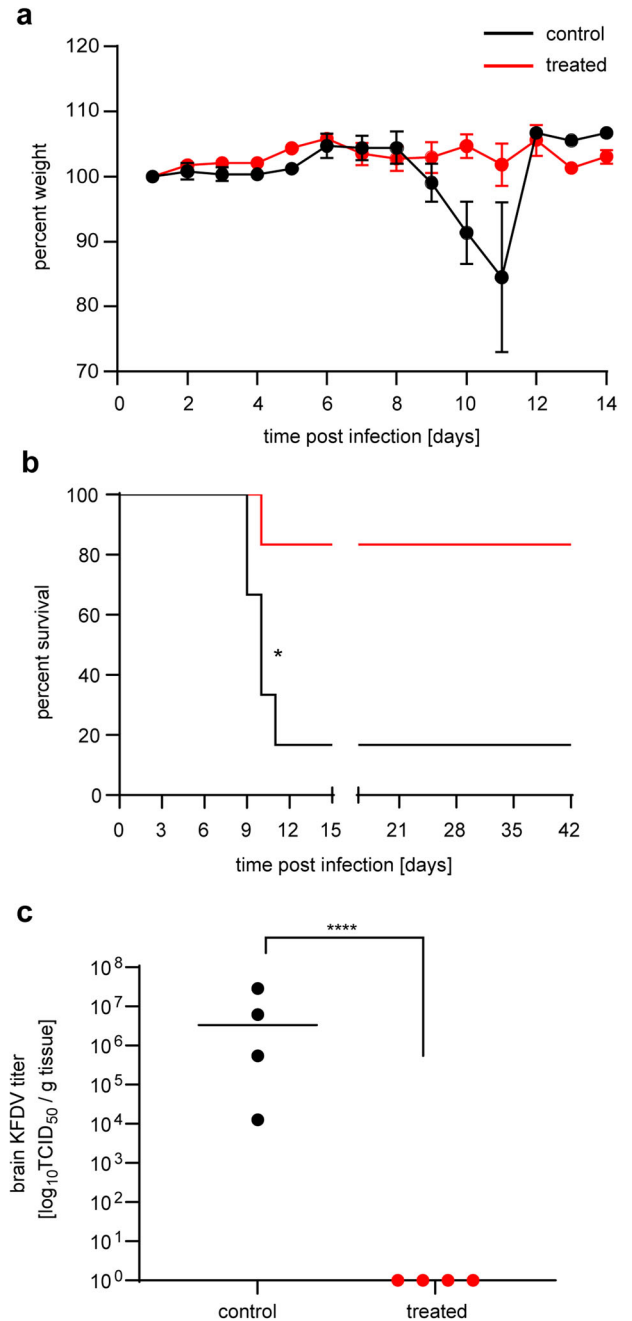 a
control
treated
120
110
100
90
80
70
percent weight
0 2 4 6 8 10 12 14
time post infection [days]
b
100
80
60
40
20
0
percent survival
*
0 3 6 9 12 15 21 28 35 42
time post infection [days]
c
****
10⁸
10⁷
10⁶
10⁵
10⁴
10³
10²
10¹
10⁰
brain KFDV titer
[log₁₀TCID₅₀ / g tissue]
control treated